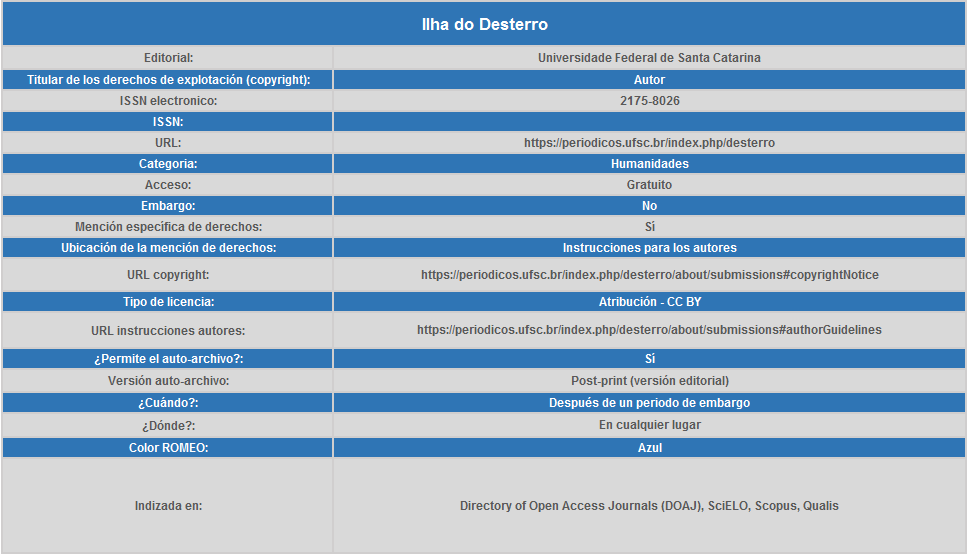 Ilha do Desterro
Editorial: Universidade Federal de Santa Catarina
Titular de los derechos de explotación (copyright): Autor
ISSN electronico: 2175-8026
ISSN:
URL: https://periodicos.ufsc.br/index.php/desterro
Categoria: Humanidades
Acceso: Gratuito
Embargo: No
Mención específica de derechos: Sí
Ubicación de la mención de derechos: Instrucciones para los autores
URL copyright: https://periodicos.ufsc.br/index.php/desterro/about/submissions#copyrightNotice
Tipo de licencia: Atribución - CC BY
URL instrucciones autores: https://periodicos.ufsc.br/index.php/desterro/about/submissions#authorGuidelines
¿Permite el auto-archivo?: Sí
Versión auto-archivo: Post-print (versión editorial)
¿Cuándo?: Después de un periodo de embargo
¿Dónde?: En cualquier lugar
Color ROMEO: Azul
Indizada en: Directory of Open Access Journals (DOAJ), SciELO, Scopus, Qualis